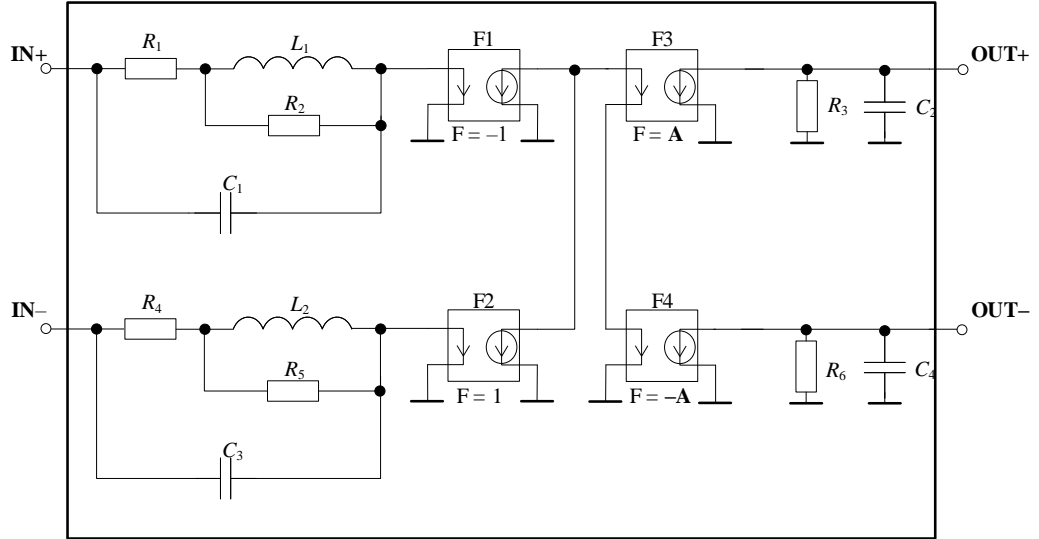 IN+
R1
L1
F1
F3
OUT+
R2
R3
C2
F = –1
F = A
C1
IN–
R4
L2
F2
F4
OUT–
R5
R6
C4
F = 1
F = –A
C3